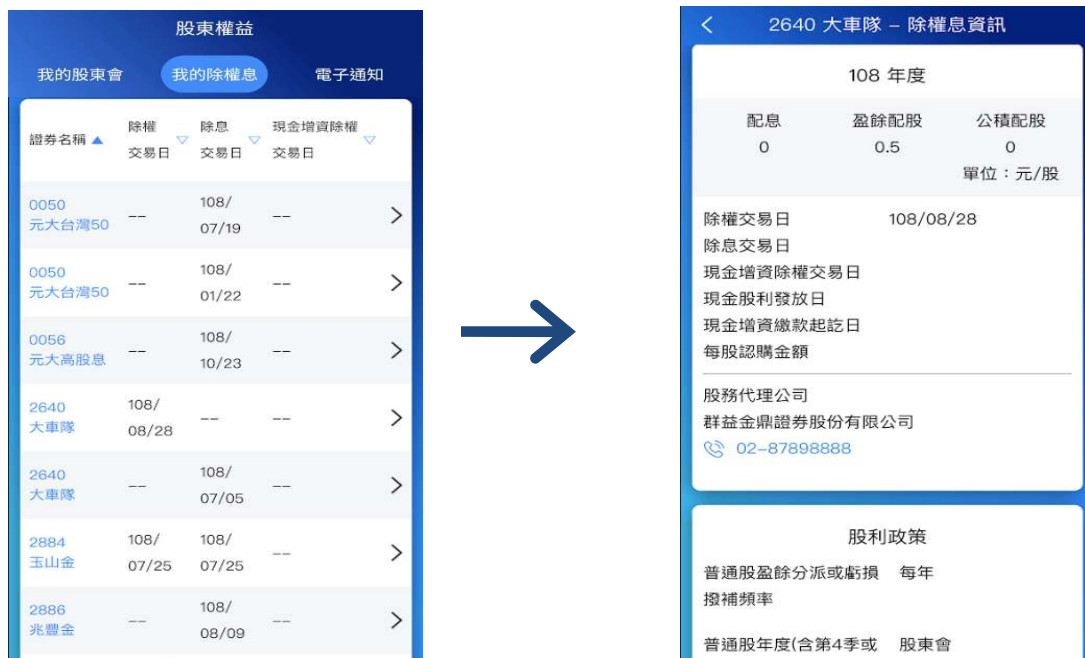 股東權益
我的股東會 我的除權息 電子通知
證券名稱 除權交易日 除息交易日 現金增資除權交易日
0050 元大台灣50 -- 108/07/19 --
0050 元大台灣50 -- 108/01/22 --
0056 元大高股息 -- 108/10/23 --
2640 大車隊 108/08/28 -- --
2640 大車隊 -- 108/07/05 --
2884 玉山金 108/07/25 108/07/25 --
2886 兆豐金 -- 108/08/09 --
2640 大車隊 – 除權息資訊
108 年度
配息 盈餘配股 公積配股
0 0.5 0
單位：元/股
除權交易日 108/08/28
除息交易日
現金增資除權交易日
現金股利發放日
現金增資繳款起訖日
每股認購金額
股務代理公司
群益金鼎證券股份有限公司
02-87898888
股利政策
普通股盈餘分派或虧損 每年
撥補頻率
普通股年度(含第4季或 股東會